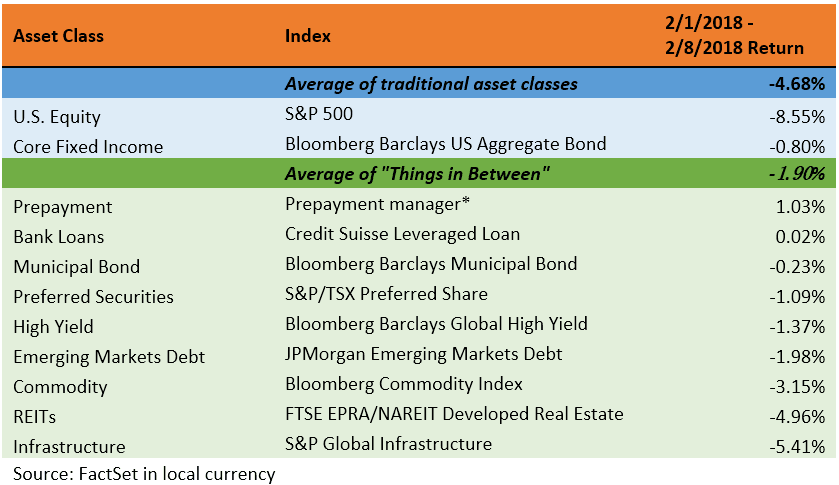 Asset Class Index 2/1/2018 -
2/8/2018 Return
Average of traditional asset classes -4.68%
U.S. Equity S&P 500 -8.55%
Core Fixed Income Bloomberg Barclays US Aggregate Bond -0.80%
Average of "Things in Between" -1.90%
Prepayment Prepayment manager* 1.03%
Bank Loans Credit Suisse Leveraged Loan 0.02%
Municipal Bond Bloomberg Barclays Municipal Bond -0.23%
Preferred Securities S&P/TSX Preferred Share -1.09%
High Yield Bloomberg Barclays Global High Yield -1.37%
Emerging Markets Debt JPMorgan Emerging Markets Debt -1.98%
Commodity Bloomberg Commodity Index -3.15%
REITs FTSE EPRA/NAREIT Developed Real Estate -4.96%
Infrastructure S&P Global Infrastructure -5.41%
Source: FactSet in local currency